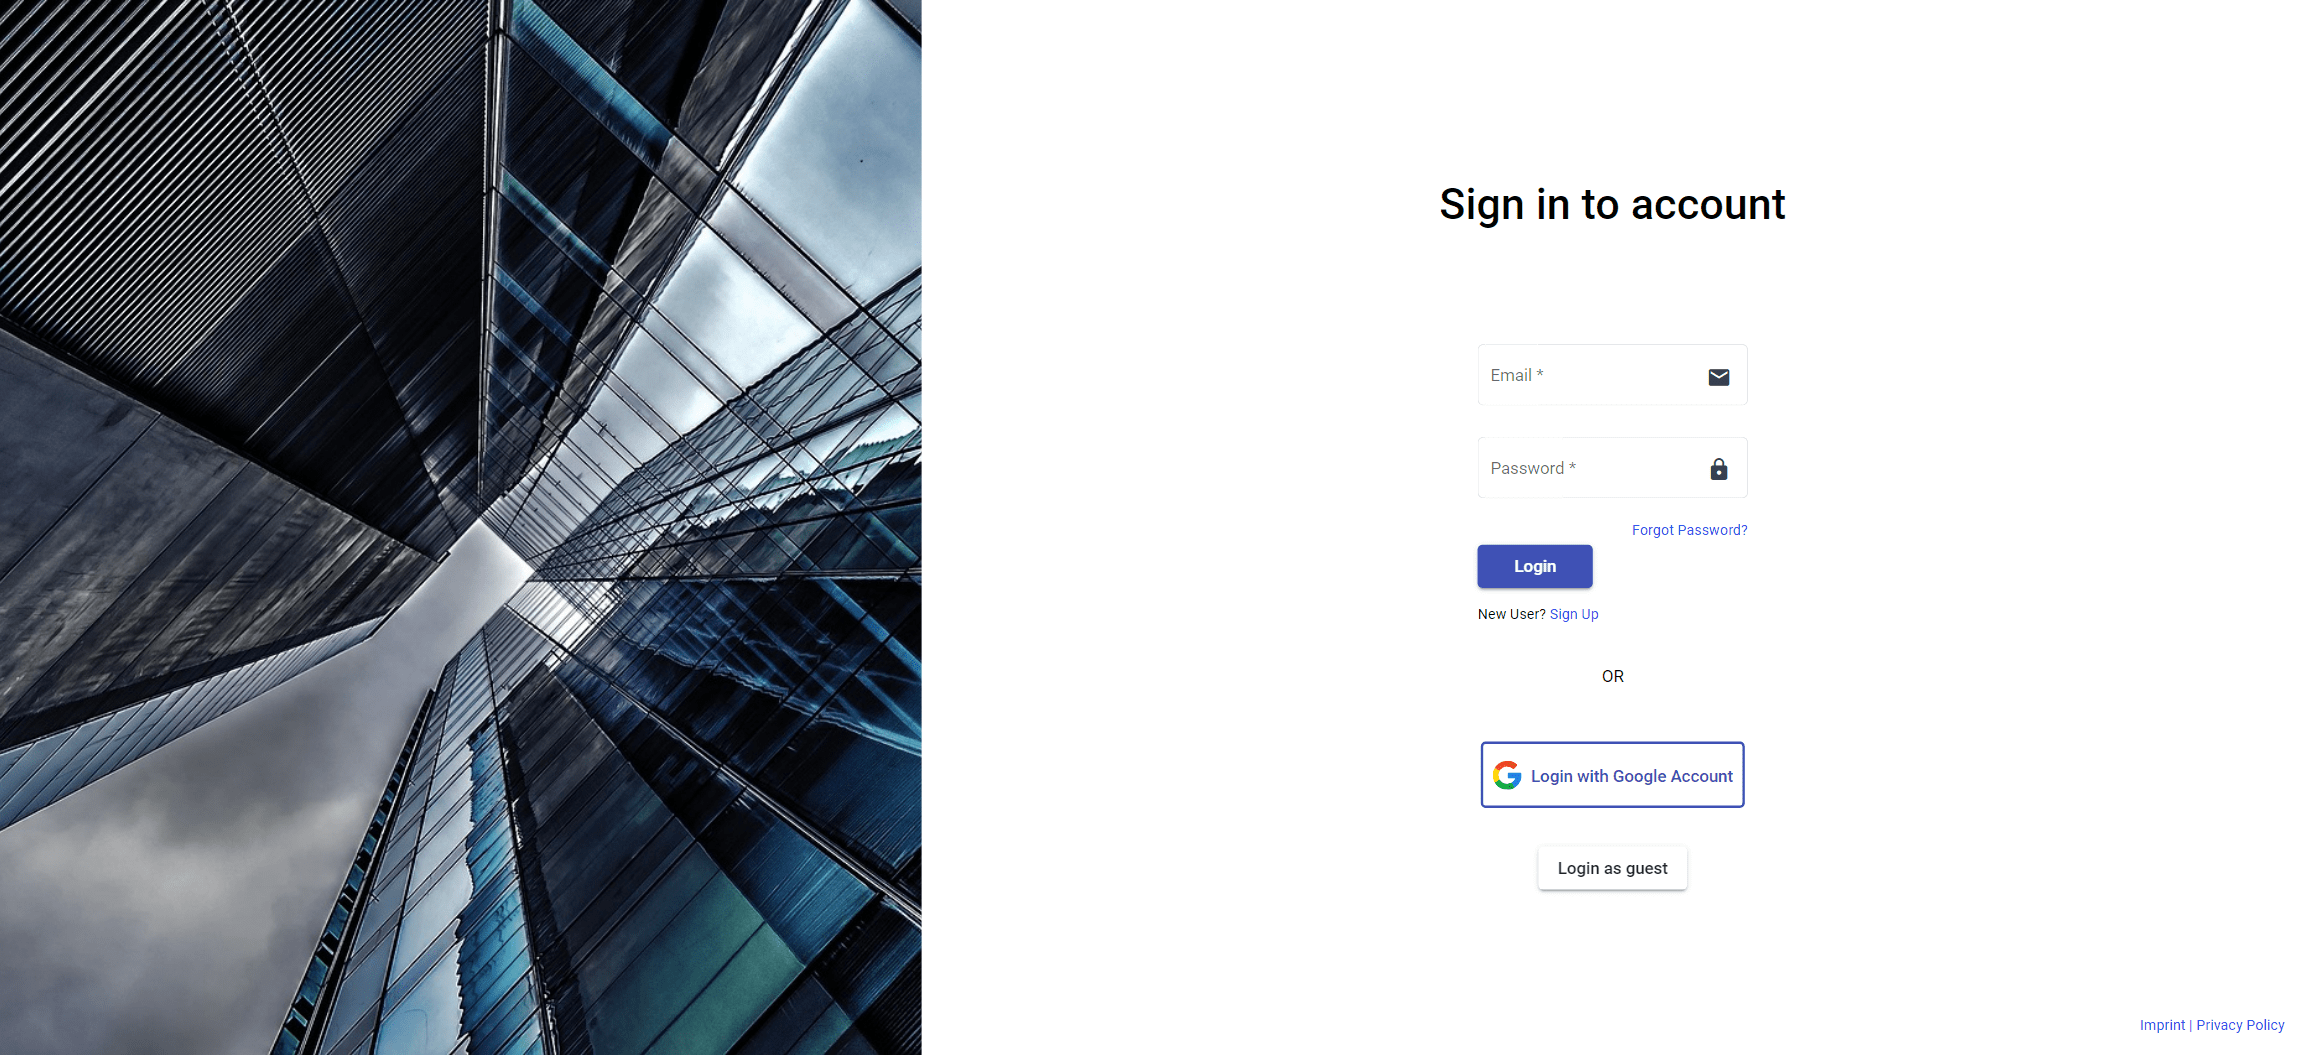 Sign in to account
Email *
Password *
Forgot Password?
Login
New User? Sign Up
OR
Login with Google Account
Login as guest
Imprint | Privacy Policy